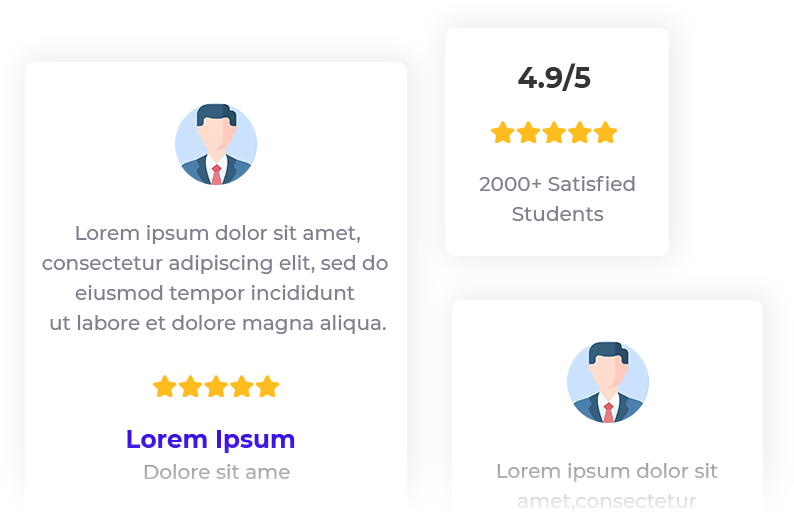 Lorem ipsum dolor sit amet,
consectetur adipiscing elit, sed do
eiusmod tempor incididunt
ut labore et dolore magna aliqua.
Lorem Ipsum
Dolore sit ame
4.9/5
2000+ Satisfied
Students
Lorem ipsum dolor sit
amet,consectetur